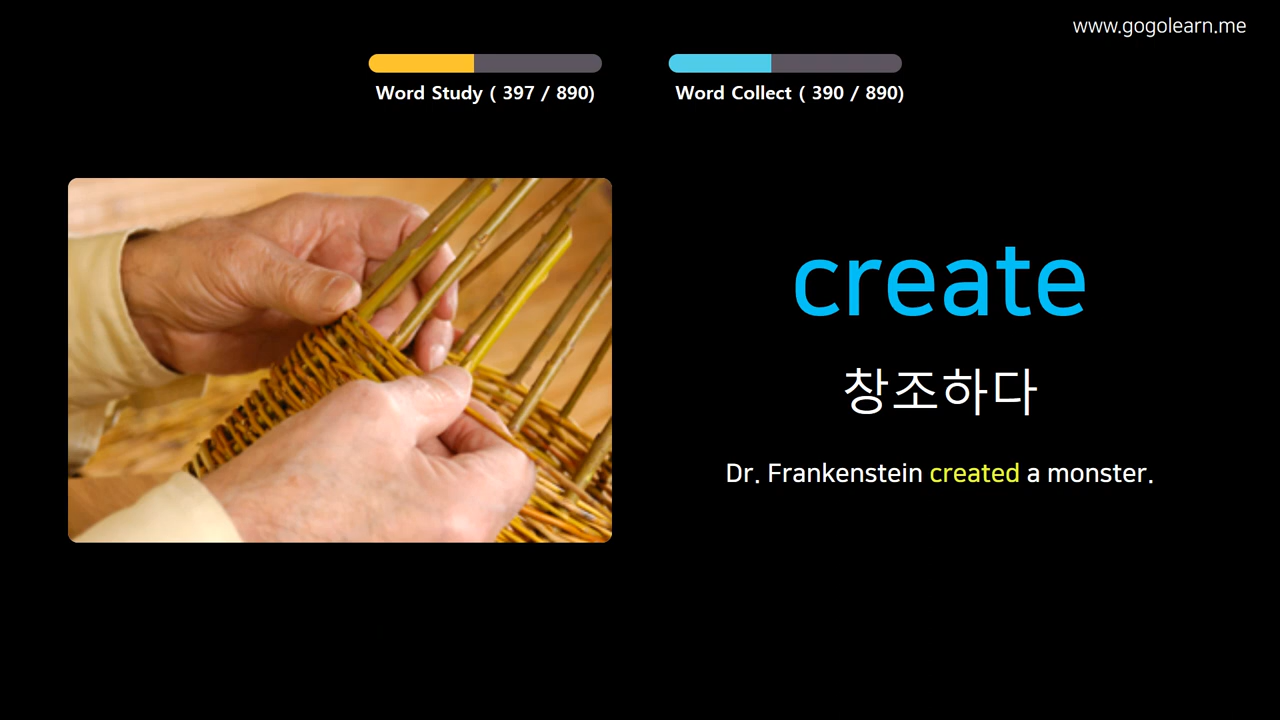 www.gogolearn.me
Word Study ( 397 / 890)
Word Collect ( 390 / 890)
create
창조하다
Dr. Frankenstein created a monster.